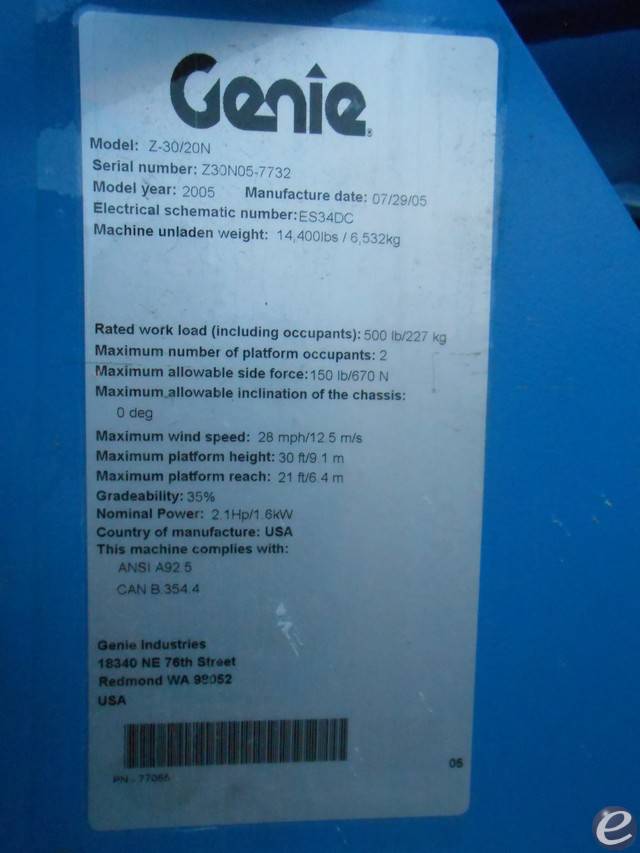 Genie
Model: Z-30/20N
Serial number: Z30N05-7732
Model year: 2005 Manufacture date: 07/29/05
Electrical schematic number: ES34DC
Machine unladen weight: 14,400lbs / 6,532kg
Rated work load (including occupants): 500 lb/227 kg
Maximum number of platform occupants: 2
Maximum allowable side force: 150 lb/670 N
Maximum allowable inclination of the chassis:
0 deg
Maximum wind speed: 28 mph/12.5 m/s
Maximum platform height: 30 ft/9.1 m
Maximum platform reach: 21 ft/6.4 m
Gradeability: 35%
Nominal Power: 2.1Hp/1.6kW
Country of manufacture: USA
This machine complies with:
ANSI A92.5
CAN B.354.4
Genie Industries
18340 NE 76th Street
Redmond WA 98052
USA
PN - 77055
05
e